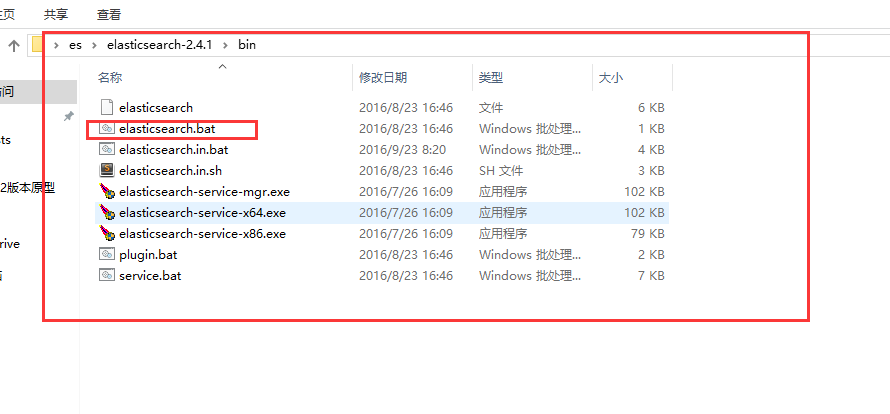 主页 共享 查看
es elasticsearch-2.4.1 bin
名称 修改日期 类型 大小
elasticsearch 2016/8/23 16:46 文件 6 KB
elasticsearch.bat 2016/8/23 16:46 Windows 批处理... 1 KB
elasticsearch.in.bat 2016/9/23 8:20 Windows 批处理... 4 KB
elasticsearch.in.sh 2016/8/23 16:46 SH 文件 3 KB
elasticsearch-service-mgr.exe 2016/7/26 16:09 应用程序 102 KB
elasticsearch-service-x64.exe 2016/7/26 16:09 应用程序 102 KB
elasticsearch-service-x86.exe 2016/7/26 16:09 应用程序 79 KB
plugin.bat 2016/8/23 16:46 Windows 批处理... 2 KB
service.bat 2016/8/23 16:46 Windows 批处理... 7 KB
问
sts
2版本原型
rive